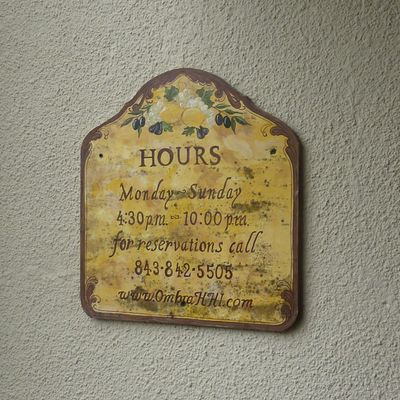 HOURS
Monday - Sunday
4:30 p.m. - 10:00 p.m.
for reservations call
843-842-5505
www.OmbraHHI.com